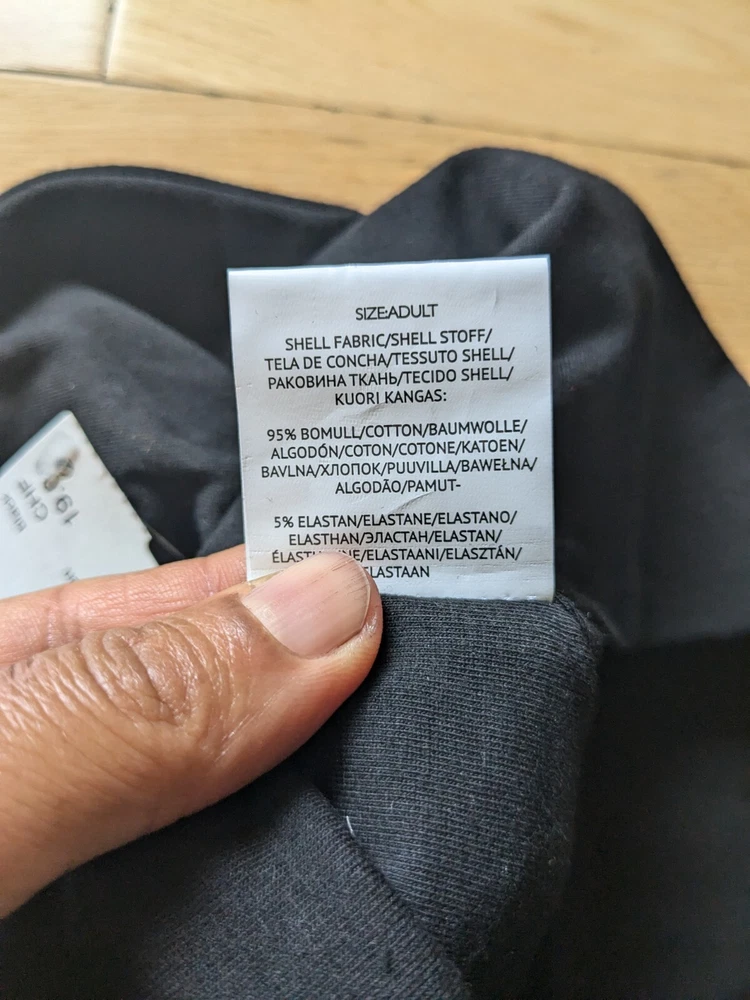 SIZE:ADULT
SHELL FABRIC/SHELL STOFF/
TELA DE CONCHA/TESSUTO SHELL/
РАКОВИНА ТКАНЬ/TECIDO SHELL/
KUORI KANGAS:
95% BOMULL/COTTON/BAUMWOLLE/
ALGODÓN/COTON/COTONE/KATOEN/
BAVLNA/ХЛОПОК/PUUVILLA/BAWEŁNA/
ALGODÃO/PAMUT-
5% ELASTAN/ELASTANE/ELASTANO/
ELASTHAN/ЭЛАСТАН/ELASTAN/
/ELASTAANI/ELASZTÁN/
ELASTAAN
CHF
19